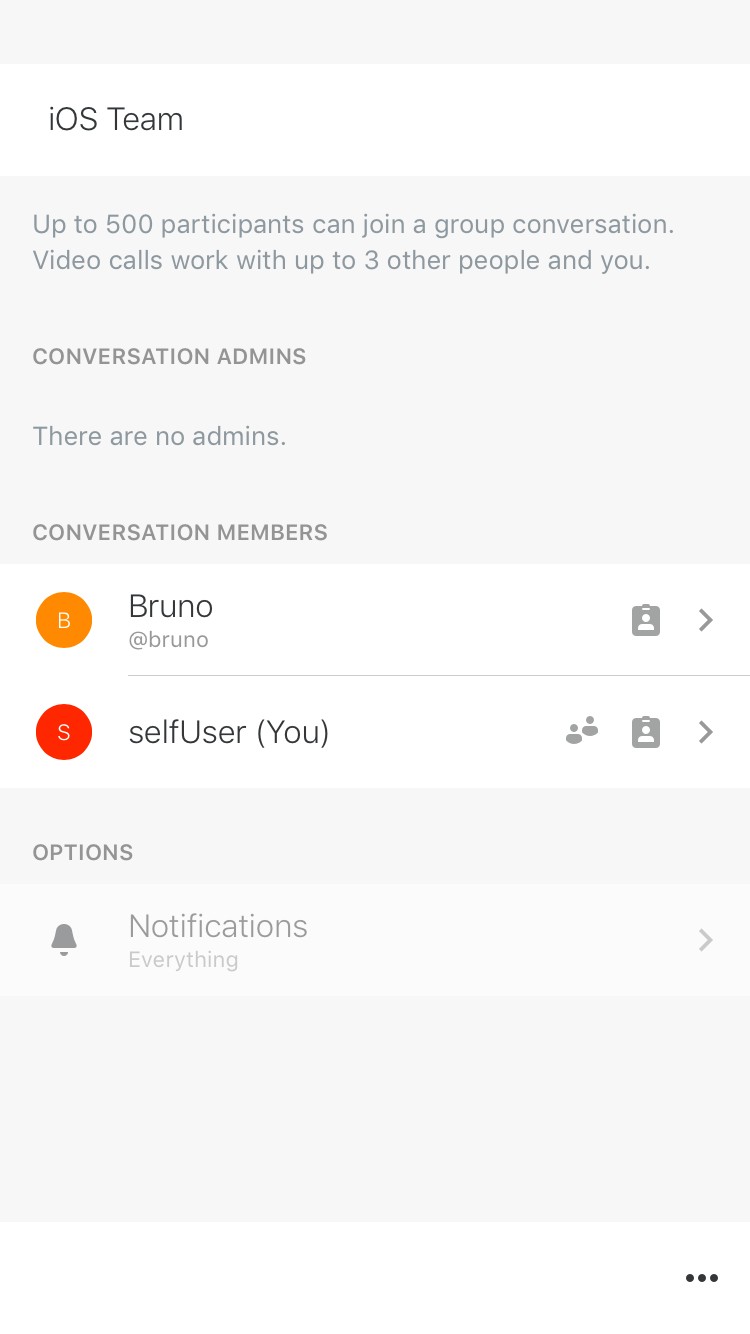 iOS Team
Up to 500 participants can join a group conversation.
Video calls work with up to 3 other people and you.
CONVERSATION ADMINS
There are no admins.
CONVERSATION MEMBERS
B
Bruno
@bruno
S
selfUser (You)
OPTIONS
Notifications
Everything